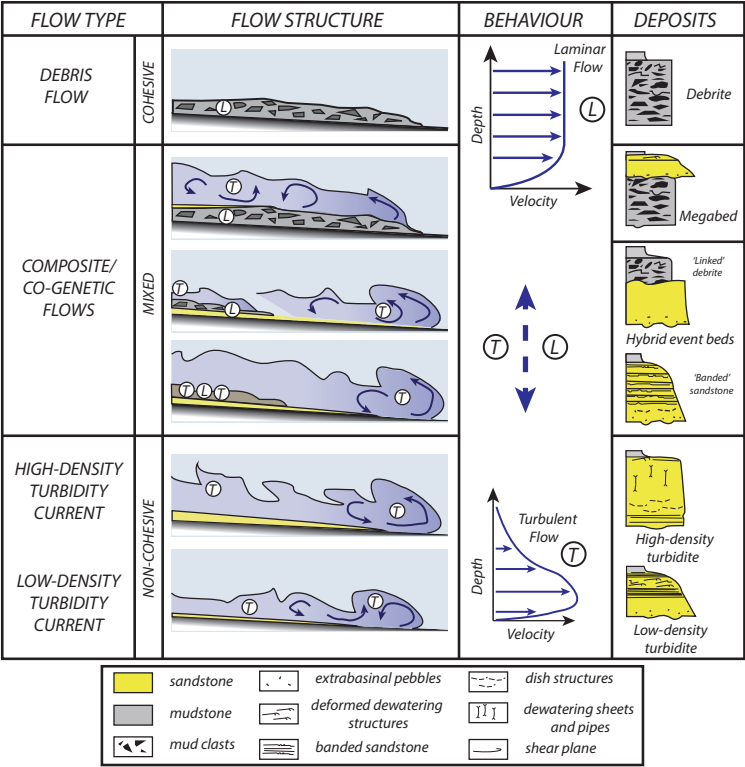 FLOW TYPE
FLOW STRUCTURE
BEHAVIOUR
DEPOSITS
DEBRIS
FLOW
COHESIVE
L
Depth
Laminar
Flow
L
Velocity
Debrite
COMPOSITE/
CO-GENETIC
FLOWS
MIXED
T
L
Megabed
T
L
T
'Linked'
debrite
Hybrid event beds
T L
T L T
T
'Banded'
sandstone
HIGH-DENSITY
TURBIDITY
CURRENT
NON-COHESIVE
T
T
High-density
turbidite
LOW-DENSITY
TURBIDITY
CURRENT
T
T
Depth
Turbulent
Flow
T
Velocity
Low-density
turbidite
sandstone
extrabasinal pebbles
dish structures
mudstone
deformed dewatering
structures
dewatering sheets
and pipes
mud clasts
banded sandstone
shear plane